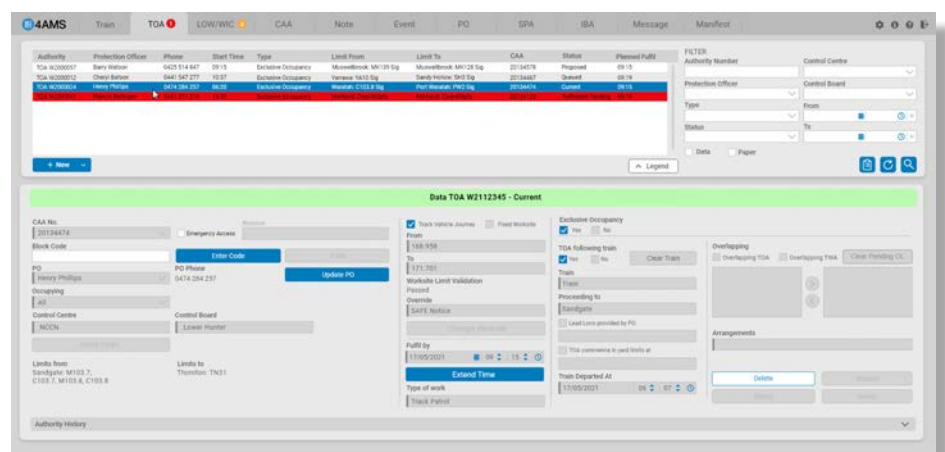 4AMS Train TOA LOW/WIC CAA Note Event PO SPA IBA Message Manifest
Authority Protection Officer Phone Start Time Type Limit From Limit To CAA Status Planned Fulfil
TOA W2000057 Barry Watson 0425 514 847 09:15 Exclusive Occupancy Muswellbrook: MK139 Sig Muswellbrook: MK128 Sig 20134578 Proposed 09:15
TOA W2000012 Cheryl Batson 0441 547 277 10:37 Exclusive Occupancy Yarrawa: YA10 Sig Sandy Hollow: SH3 Sig 20134467 Queued 09:19
TOA W2000024 Henry Phillips 0474 284 257 06:20 Exclusive Occupancy Waratah: C103.8 Sig Port Waratah: PW2 Sig 20134474 Current 09:15
+ New
Legend
FILTER
Authority Number Control Centre
Protection Officer Control Board
Type From
Status To
Data Paper
Data TOA W2112345 - Current
CAA No.
20134474
Emergency Access
Block Code
Enter Code
PO
Henry Phillips
PO Phone
0474 284 257
Update PO
Occupying
All
Control Centre
NCCN
Control Board
Lower Hunter
Limits from
Sandgate: M103.7,
C103.7, M103.8, C103.8
Limits to
Thornton: TN31
Track Vehicle Journey Fixed Worksite
From
168.958
To
171.701
Worksite Limit Validation
Passed
Override
SAFE Notice
Fulfil by
17/05/2021 09 : 15
Extend Time
Type of work
Track Patrol
Exclusive Occupancy
Yes No
TOA following train
Yes No
Clear Train
Train
Train
Proceeding to
Sandgate
Lead Loco provided by PO
TOA commence in yard limits at
Train Departed At
17/05/2021 06 : 07
Overlapping
Overlapping TOA Overlapping TWA Clear Pending OL
Arrangements
Delete
Authority History